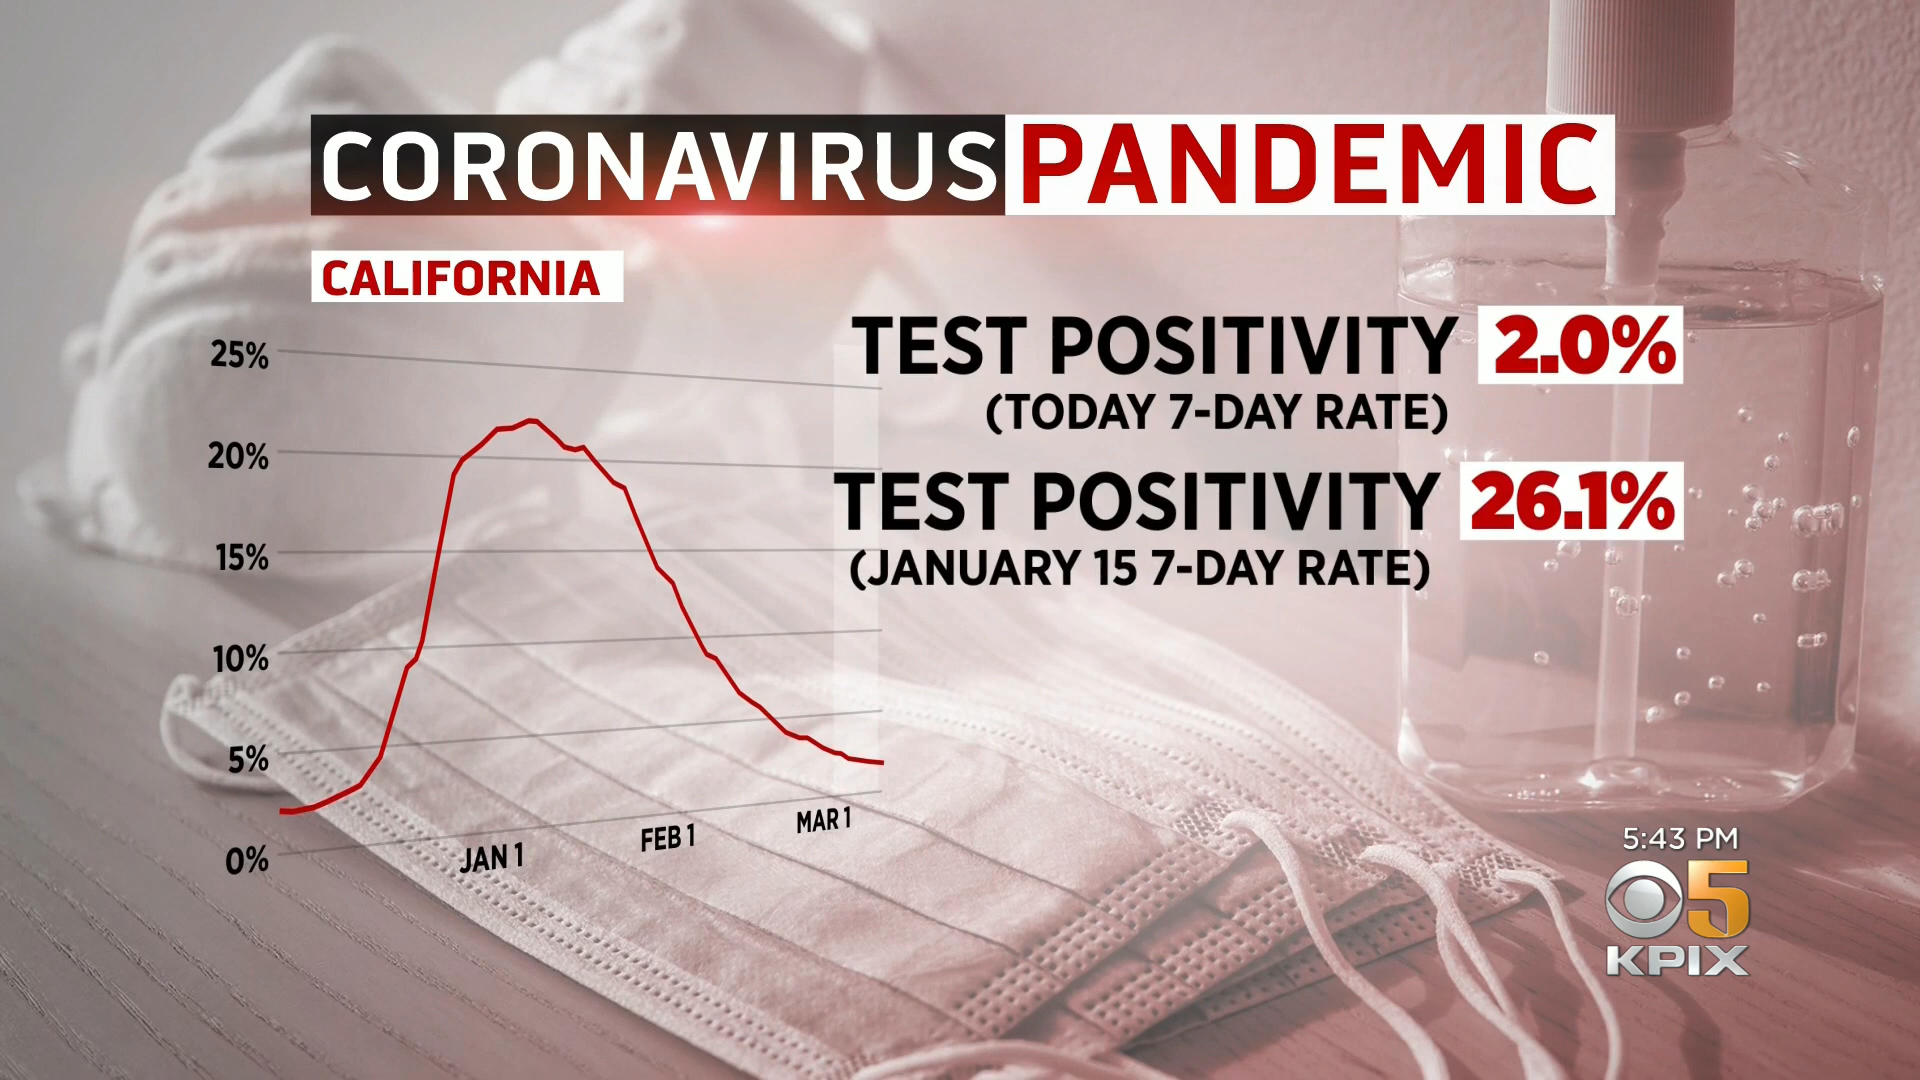 CORONAVIRUS PANDEMIC
CALIFORNIA
TEST POSITIVITY 2.0%
(TODAY 7-DAY RATE)
TEST POSITIVITY 26.1%
(JANUARY 15 7-DAY RATE)
25%
20%
15%
10%
5%
0%
JAN 1
FEB 1
MAR 1
5:43 PM
5
KPIX